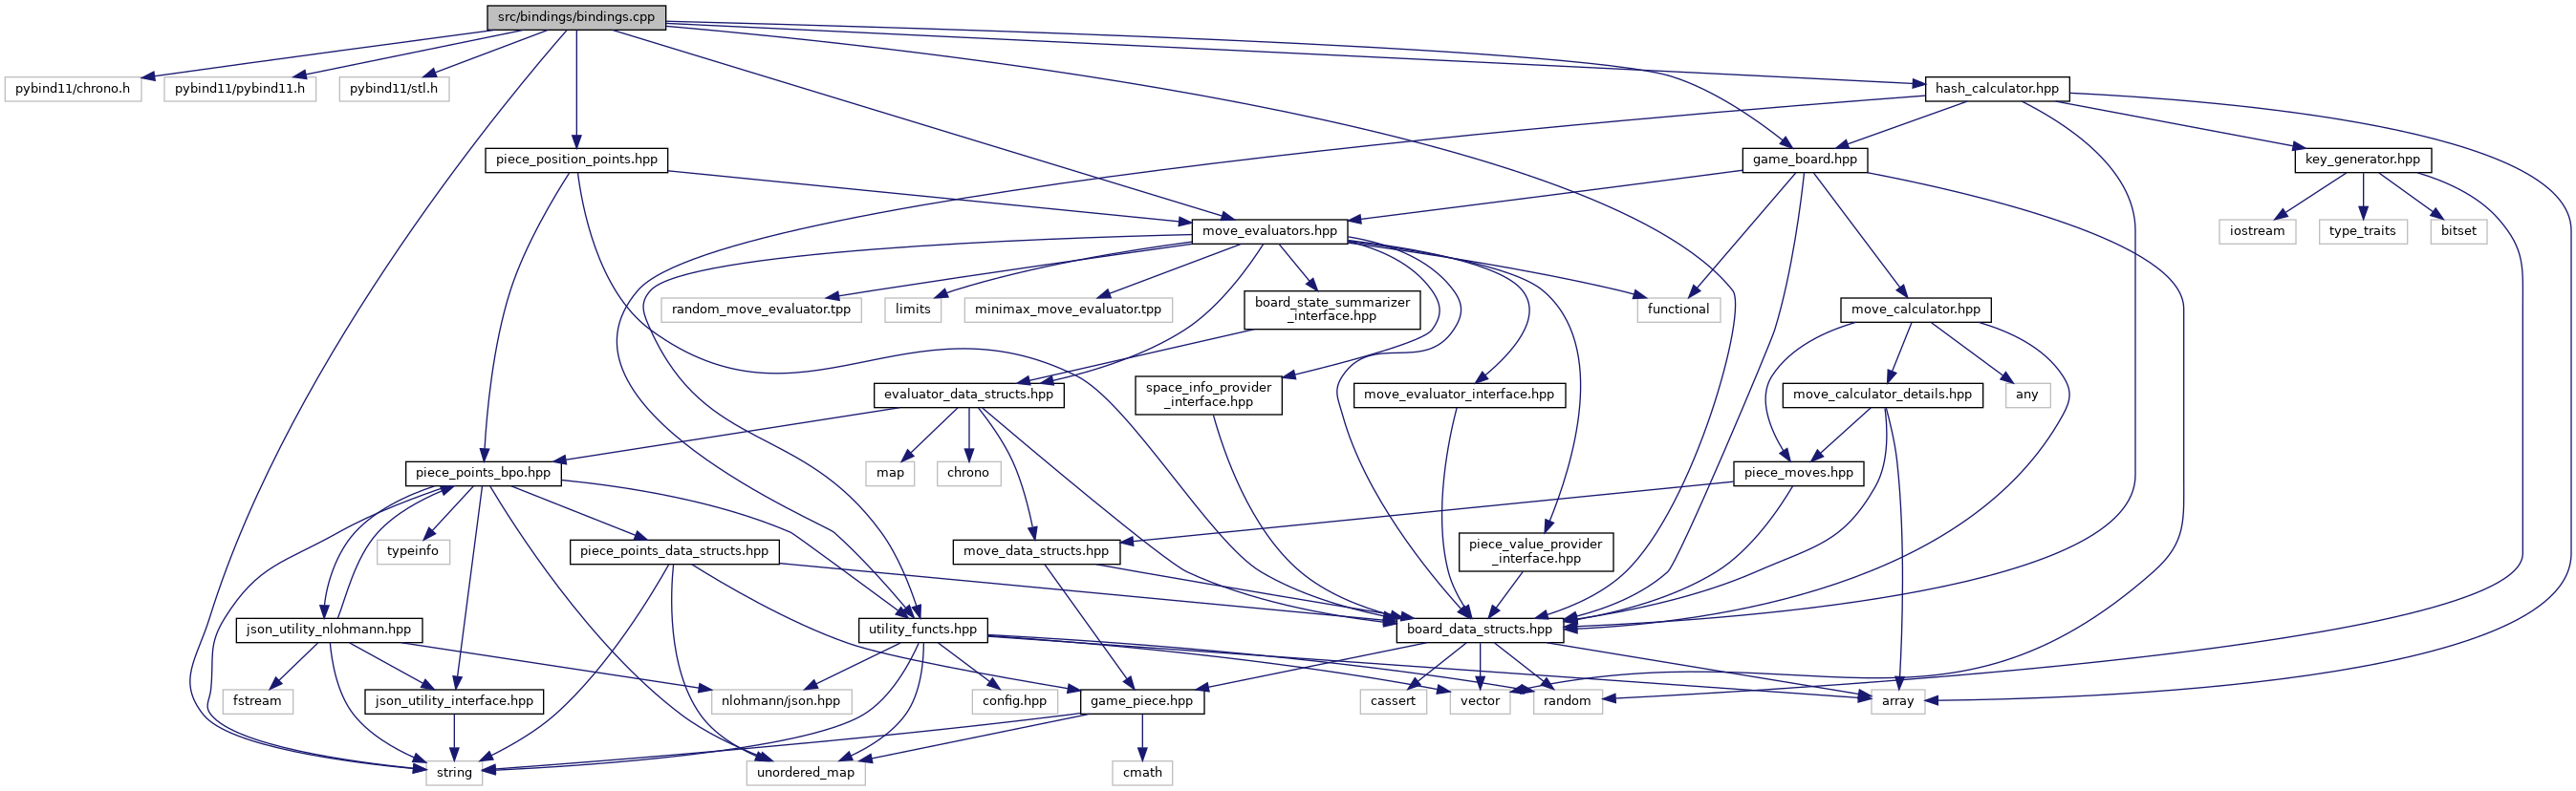 src/bindings/bindings.cpp
pybind11/chrono.h
pybind11/pybind11.h
pybind11/stl.h
hash_calculator.hpp
piece_position_points.hpp
game_board.hpp
key_generator.hpp
move_evaluators.hpp
iostream
type_traits
bitset
random_move_evaluator.tpp
limits
minimax_move_evaluator.tpp
board_state_summarizer
_interface.hpp
functional
move_calculator.hpp
evaluator_data_structs.hpp
space_info_provider
_interface.hpp
move_evaluator_interface.hpp
move_calculator_details.hpp
any
piece_points_bpo.hpp
map
chrono
piece_moves.hpp
typeinfo
piece_points_data_structs.hpp
move_data_structs.hpp
piece_value_provider
_interface.hpp
json_utility_nlohmann.hpp
utility_functs.hpp
board_data_structs.hpp
fstream
json_utility_interface.hpp
nlohmann/json.hpp
config.hpp
game_piece.hpp
cassert
vector
random
array
string
unordered_map
cmath